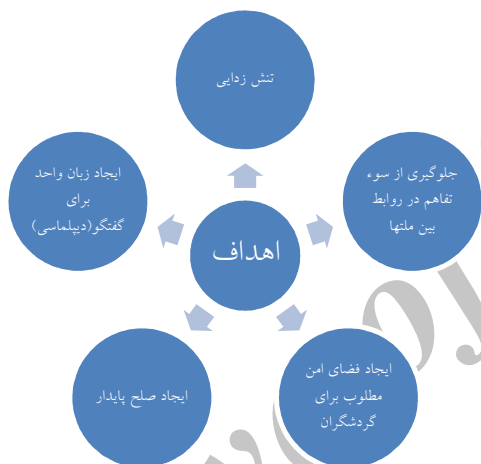 تنش زدایی
جلوگیری از سوء
تفاهم در روابط
بین ملتها
ایجاد فضای امن
مطلوب برای
گردشگران
ایجاد صلح پایدار
ایجاد زبان واحد
برای
گفتگو(دیپلماسی)
اهداف